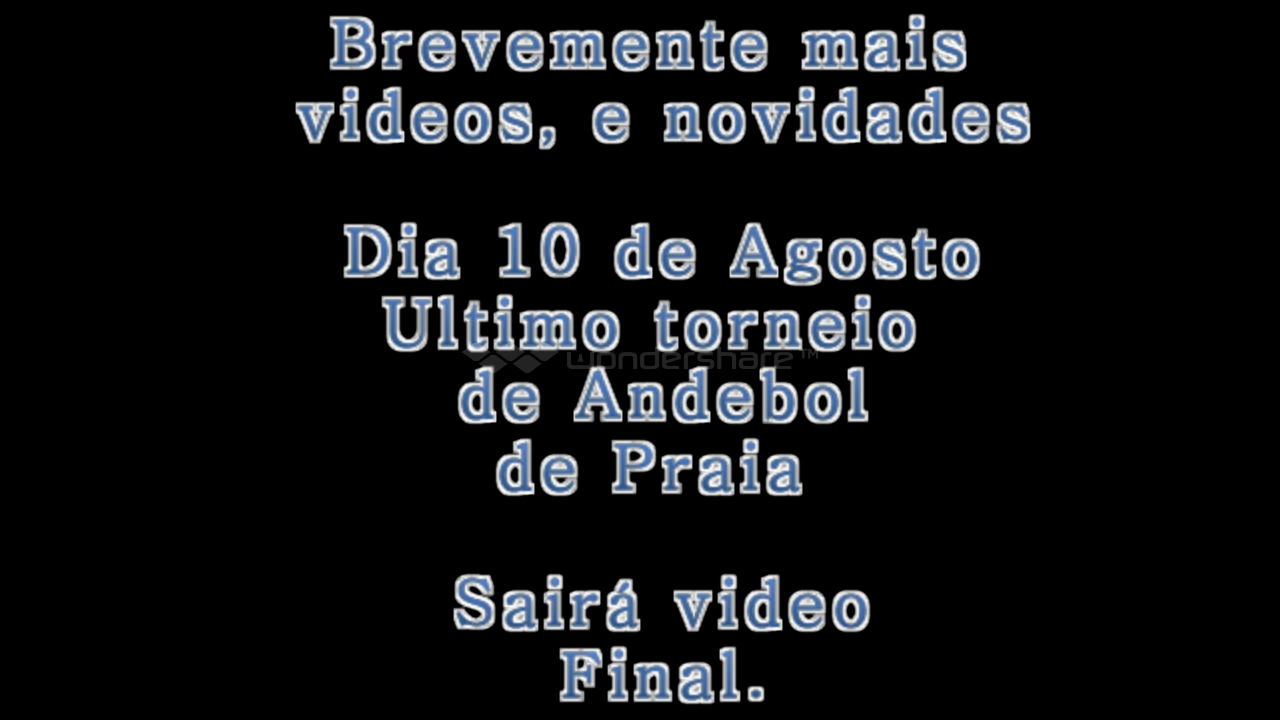 Brevemente mais
videos, e novidades
Dia 10 de Agosto
Ultimo torneio
wondershare™
de Andebol
de Praia
Sairá video
Final.